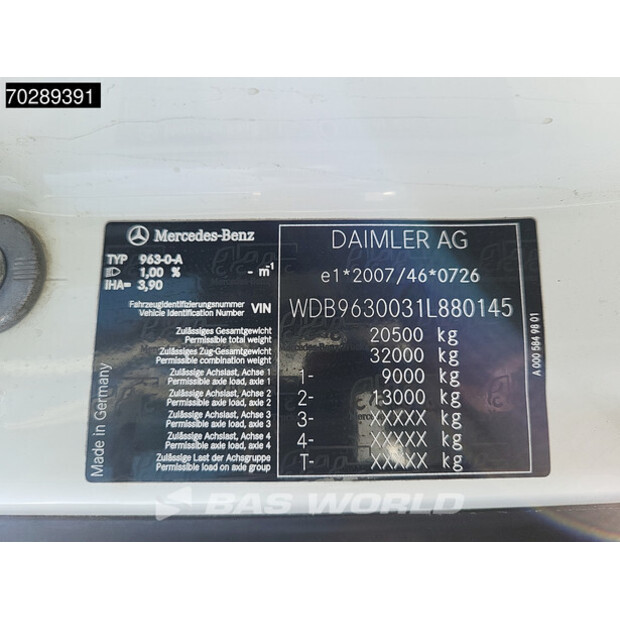 70289391
Mercedes-Benz
TYP 963-0-A
1,00 % - m⁻¹
IHA= 3,90
Fahrzeugidentifizierungsnummer
Vehicle Identification Number VIN
Zulässiges Gesamtgewicht
Permissible total weight
Zulässiges Zug-Gesamtgewicht
Permissible combination weight
Zulässige Achslast, Achse 1
Permissible axle load, axle 1
Zulässige Achslast, Achse 2
Permissible axle load, axle 2
Zulässige Achslast, Achse 3
Permissible axle load, axle 3
Zulässige Achslast, Achse 4
Permissible axle load, axle 4
Zulässige Last der Achsgruppe
Permissible load on axle group
Made in Germany
DAIMLER AG
e1*2007/46*0726
WDB9630031L880145
20500 kg
32000 kg
1- 9000 kg
2- 13000 kg
3- XXXXX kg
4- XXXXX kg
T- XXXXX kg
A 000 584 98 01
BAS WORLD